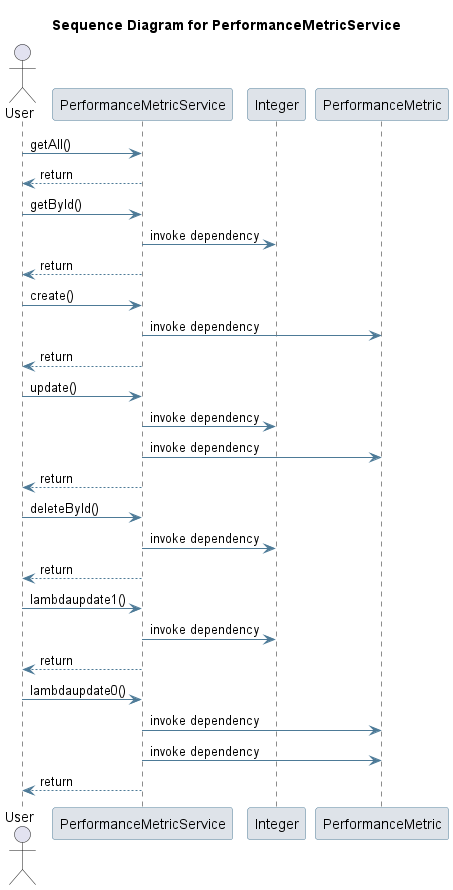 Sequence Diagram for PerformanceMetricService
User
PerformanceMetricService
Integer
PerformanceMetric
getAll()
return
getById()
invoke dependency
return
create()
invoke dependency
return
update()
invoke dependency
invoke dependency
return
deleteById()
invoke dependency
return
lambdaupdate1()
invoke dependency
return
lambdaupdate0()
invoke dependency
invoke dependency
return
User
PerformanceMetricService
Integer
PerformanceMetric